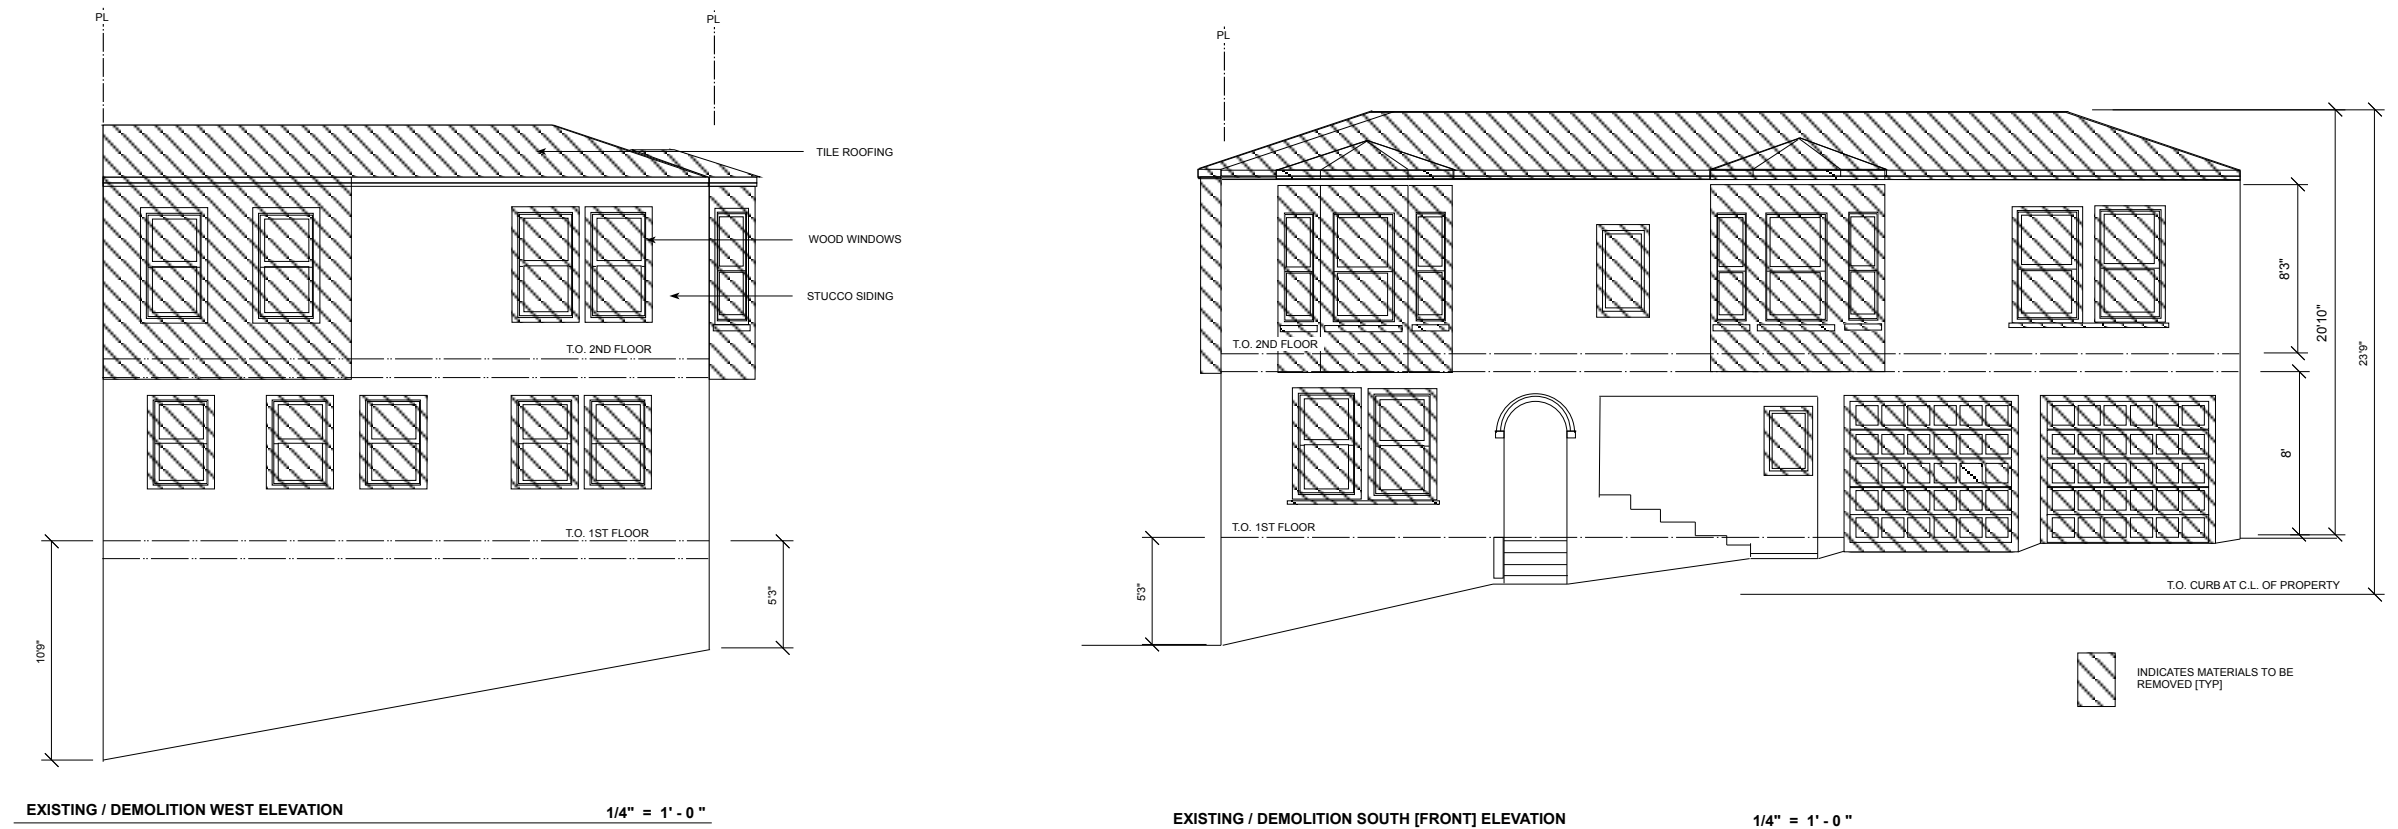 PL
PL
PL
TILE ROOFING
WOOD WINDOWS
STUCCO SIDING
T.O. 2ND FLOOR
T.O. 1ST FLOOR
10'9"
5'3"
EXISTING / DEMOLITION WEST ELEVATION
1/4" = 1' - 0 "
T.O. 2ND FLOOR
T.O. 1ST FLOOR
5'3"
8'3"
20'10"
23'9"
8'
T.O. CURB AT C.L. OF PROPERTY
INDICATES MATERIALS TO BE
REMOVED [TYP]
EXISTING / DEMOLITION SOUTH [FRONT] ELEVATION
1/4" = 1' - 0 "